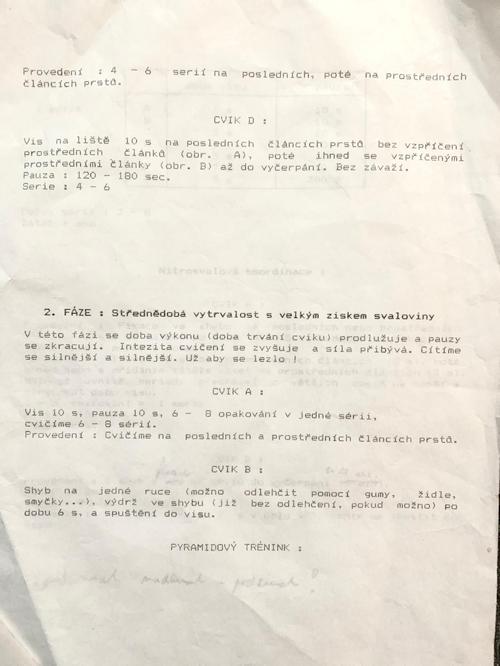 Provedení : 4 - 6 serií na posledních, poté na prostředních
článcích prstů.
CVIK D :
Vis na liště 10 s na posledních článcích prstů bez vzpříčení
prostředních článků (obr. A), poté ihned se vzpříčenými
prostředními články (obr. B) až do vyčerpání. Bez závaží.
Pauza : 120 - 180 sec.
Serie : 4 - 6
Nitrosvalová koordinace :
2. FÁZE : Střednědobá vytrvalost s velkým ziskem svaloviny
V této fázi se doba výkonu (doba trvání cviku) prodlužuje a pauzy
se zkracují. Intezita cvičení se zvyšuje a síla přibývá. Cítíme
se silnější a silnější. Už aby se lezlo !
CVIK A :
Vis 10 s, pauza 10 s, 6 - 8 opakování v jedné sérii,
cvičíme 6 - 8 sérií.
Provedení : Cvičíme na posledních a prostředních článcích prstů.
CVIK B :
Shyb na jedné ruce (možno odlehčit pomocí gumy, židle,
smyčky...), výdrž ve shybu (již bez odlehčení, pokud možno) po
dobu 6 s, a spuštění do visu.
PYRAMIDOVÝ TRÉNINK :